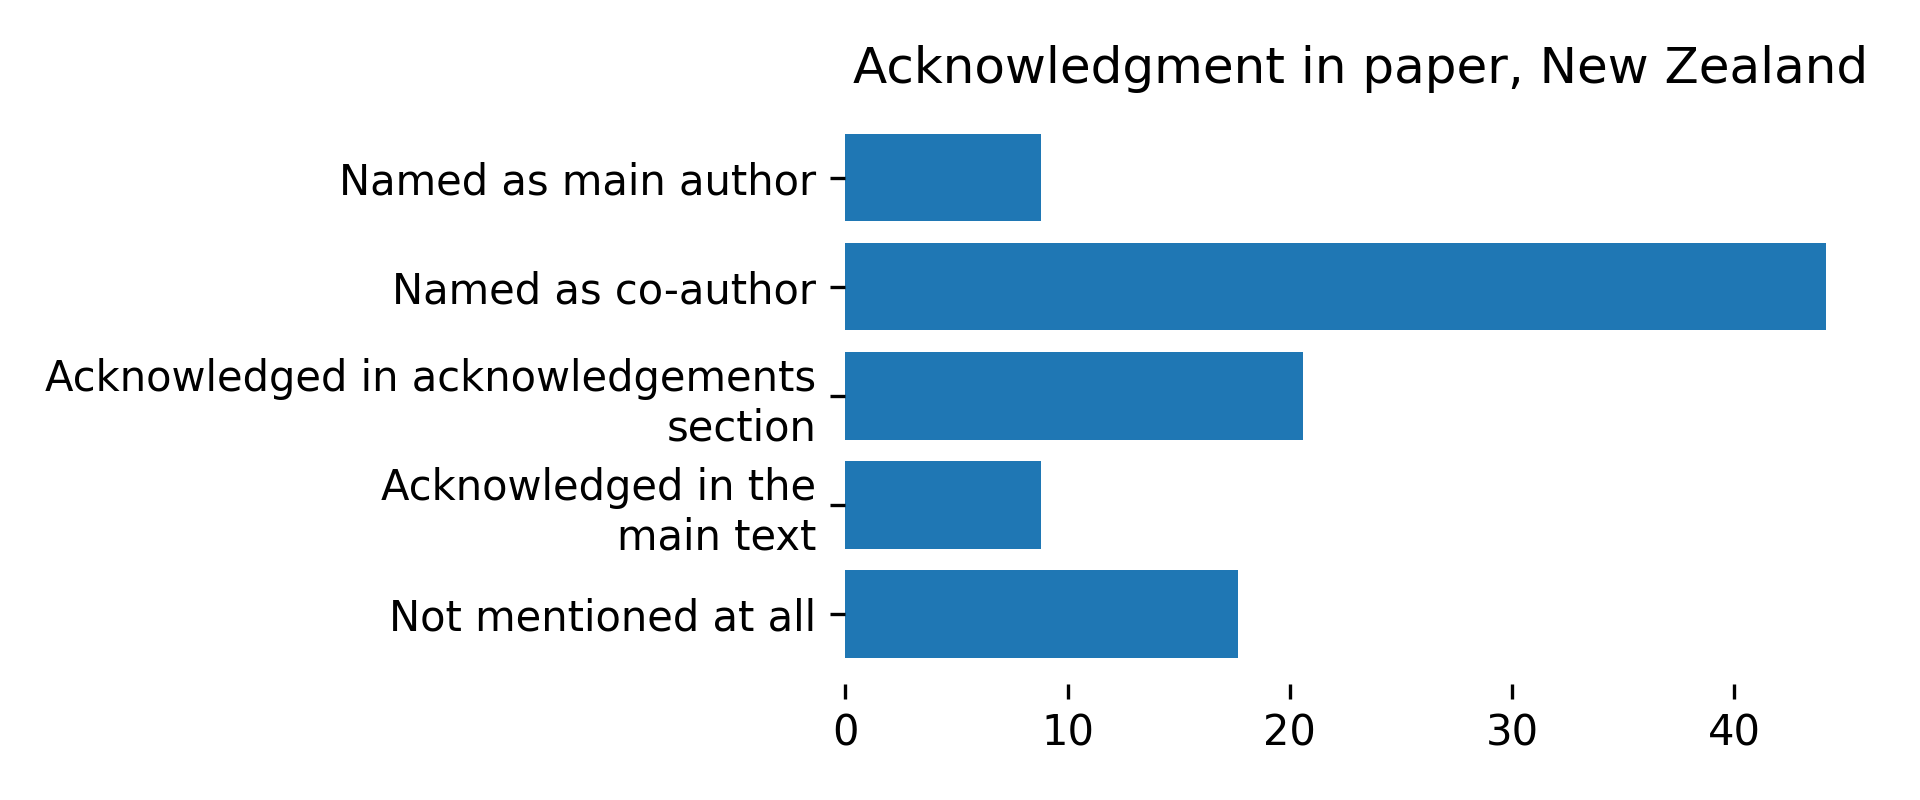 Acknowledgment in paper, New Zealand
Named as main author
Named as co-author
Acknowledged in acknowledgements
section
Acknowledged in the
main text
Not mentioned at all
0 10 20 30 40